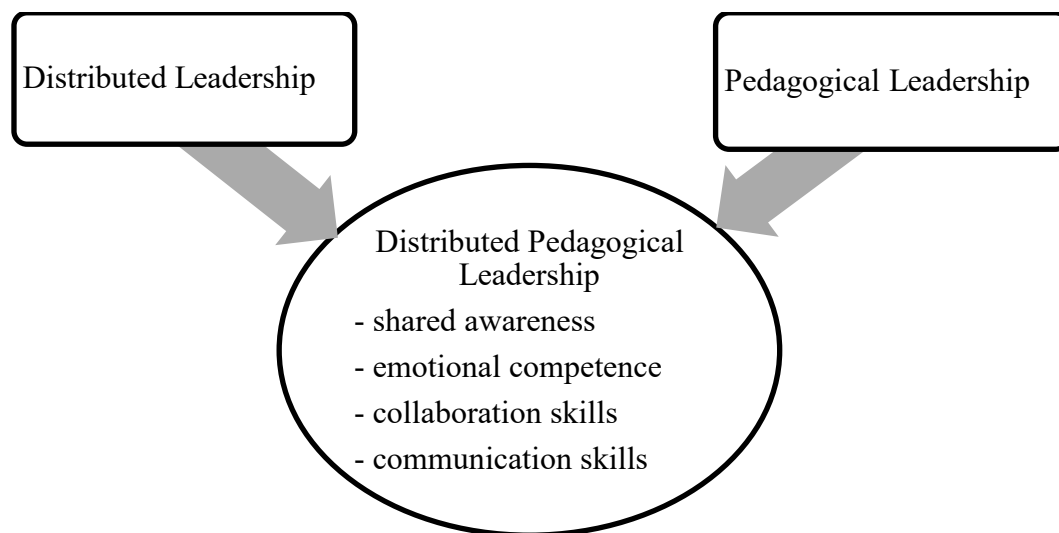 Distributed Leadership
Pedagogical Leadership
Distributed Pedagogical
Leadership
- shared awareness
- emotional competence
- collaboration skills
- communication skills